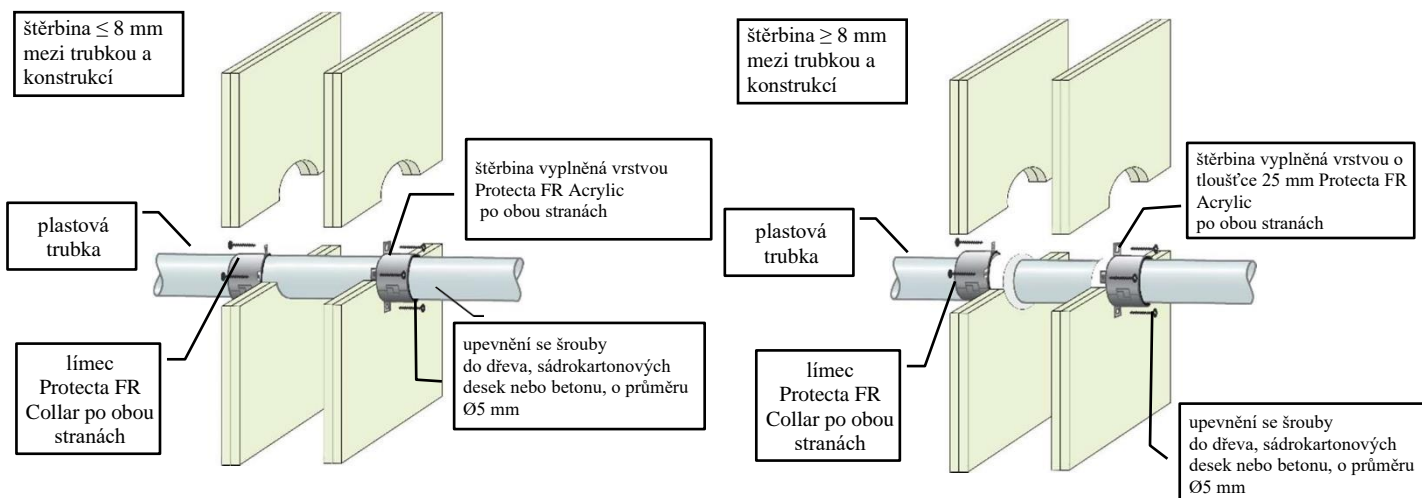 štěrbina ≤ 8 mm
mezi trubkou a
konstrukcí
štěrbina vyplněná vrstvou
Protecta FR Acrylic
po obou stranách
plastová
trubka
límec
Protecta FR
Collar po obou
stranách
upevnění se šrouby
do dřeva, sádrokartonových
desek nebo betonu, o průměru
Ø5 mm
štěrbina ≥ 8 mm
mezi trubkou a
konstrukcí
štěrbina vyplněná vrstvou o
tloušťce 25 mm Protecta FR
Acrylic
po obou stranách
plastová
trubka
límec
Protecta FR
Collar po obou
stranách
upevnění se šrouby
do dřeva, sádrokartonových
desek nebo betonu, o průměru
Ø5 mm